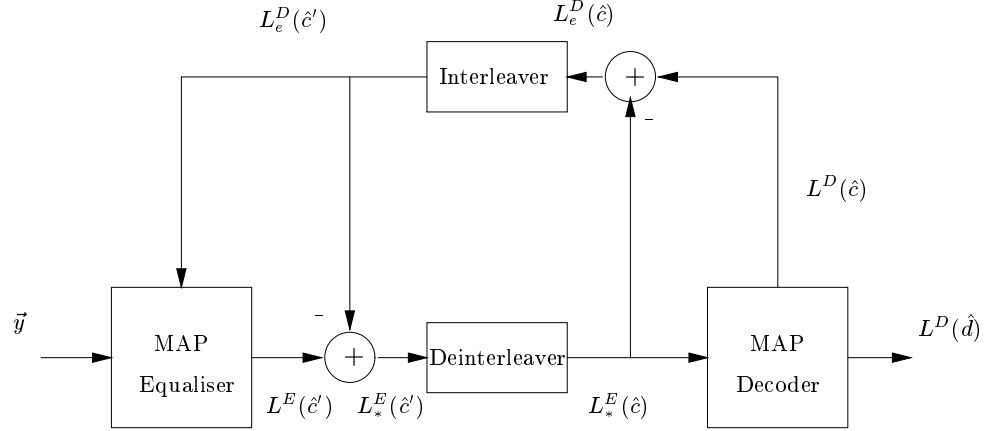 L_e^D(ĉ′)
L_e^D(ĉ)
Interleaver
+
-
L^D(ĉ)
y⃗
-
MAP
Equaliser
+
Deinterleaver
MAP
Decoder
L^D(d̂)
L^E(ĉ′)
L_*^E(ĉ′)
L_*^E(ĉ)